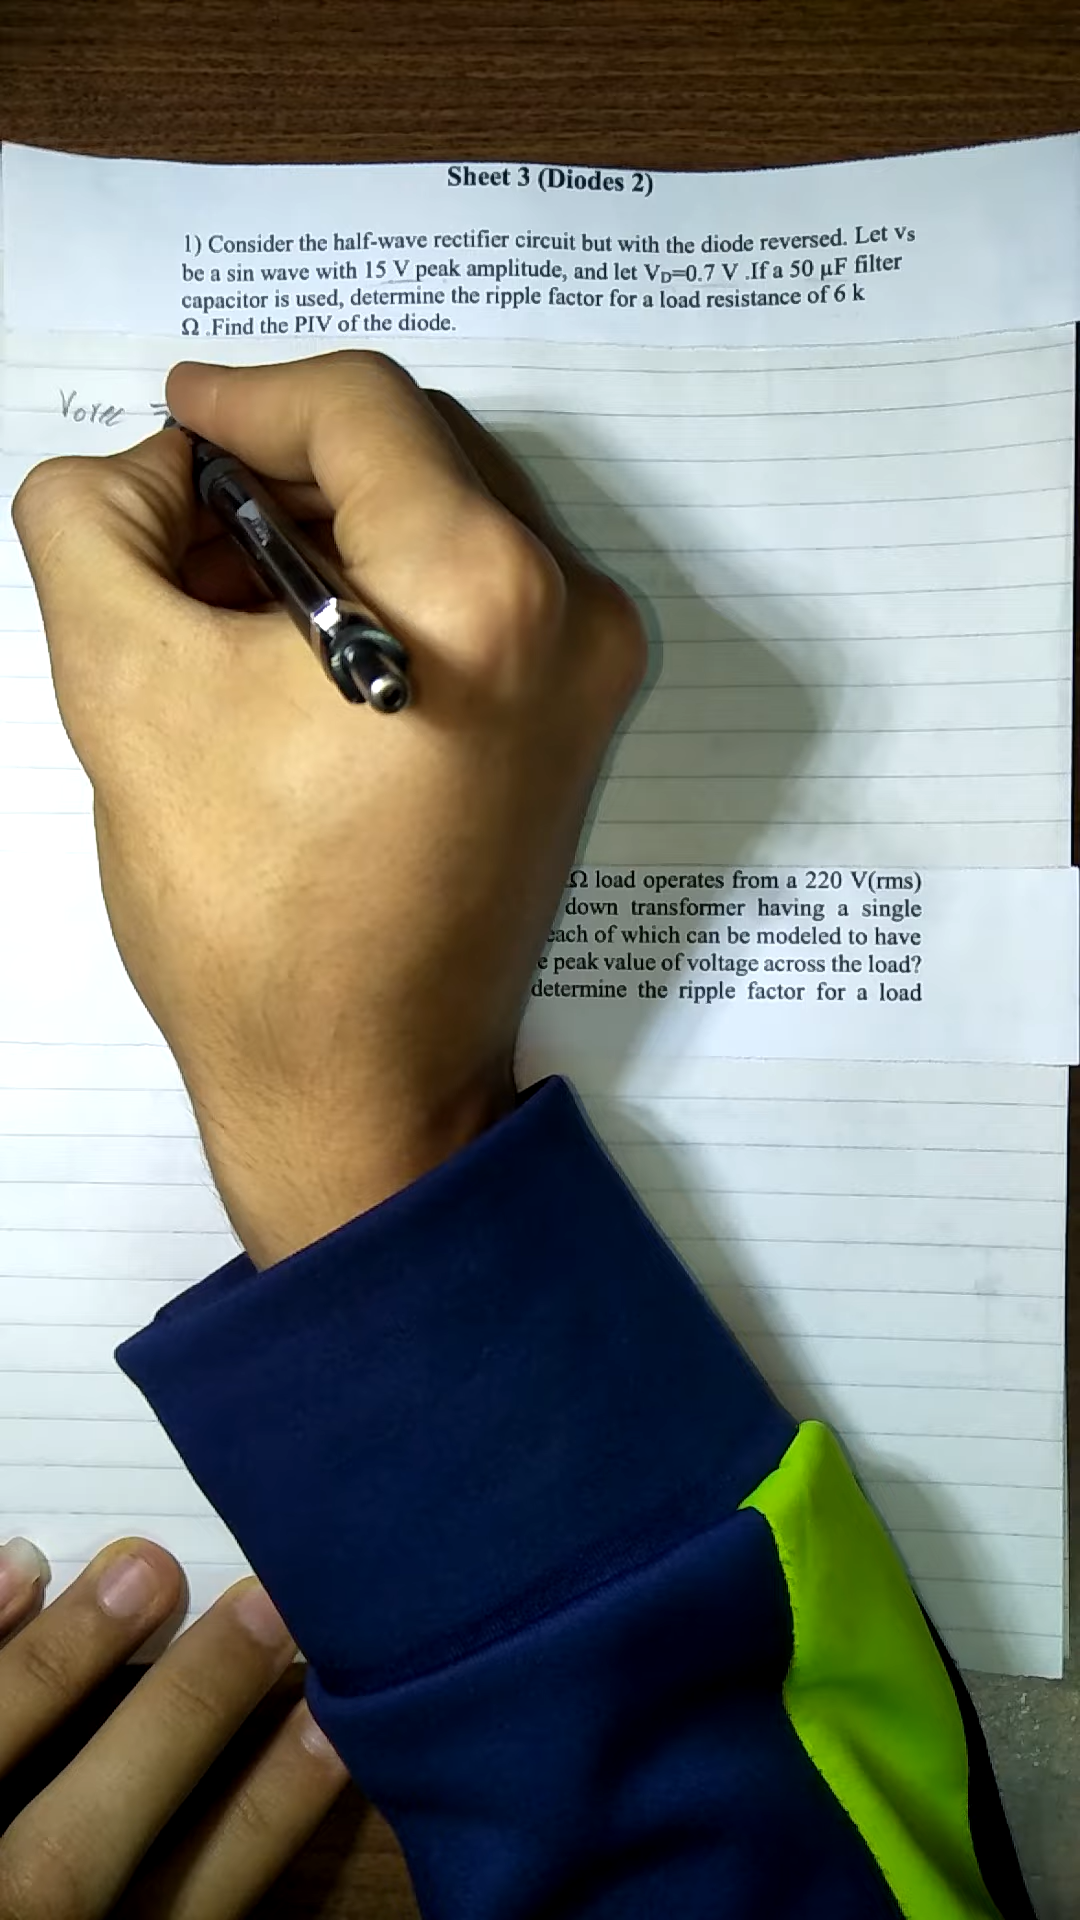 Sheet 3 (Diodes 2)
1) Consider the half-wave rectifier circuit but with the diode reversed. Let vs
be a sin wave with 15 V peak amplitude, and let VD=0.7 V .If a 50 μF filter
capacitor is used, determine the ripple factor for a load resistance of 6 k
Ω .Find the PIV of the diode.
=
Ω load operates from a 220 V(rms)
down transformer having a single
each of which can be modeled to have
peak value of voltage across the load?
determine the ripple factor for a load